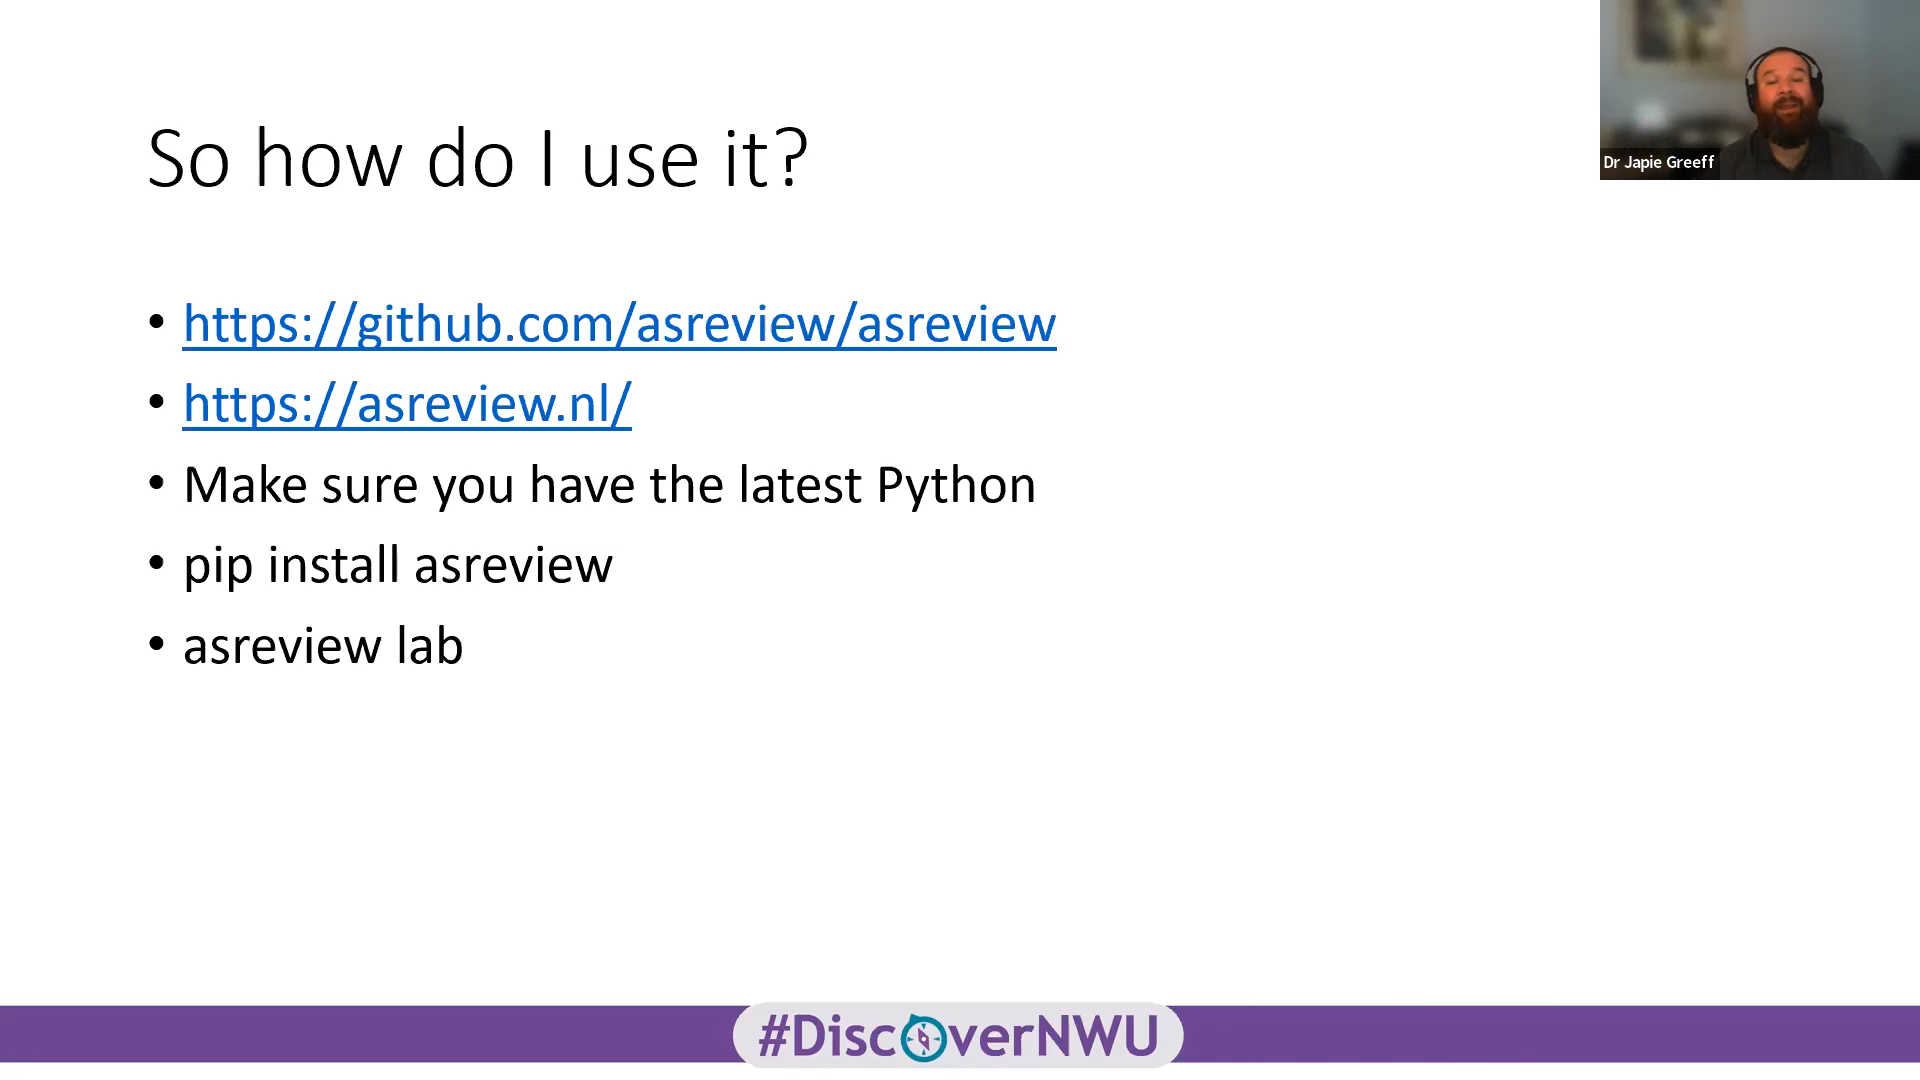 So how do I use it?
Dr Japie Greeff
• https://github.com/asreview/asreview
• https://asreview.nl/
• Make sure you have the latest Python
• pip install asreview
• asreview lab
#DiscoverNWU